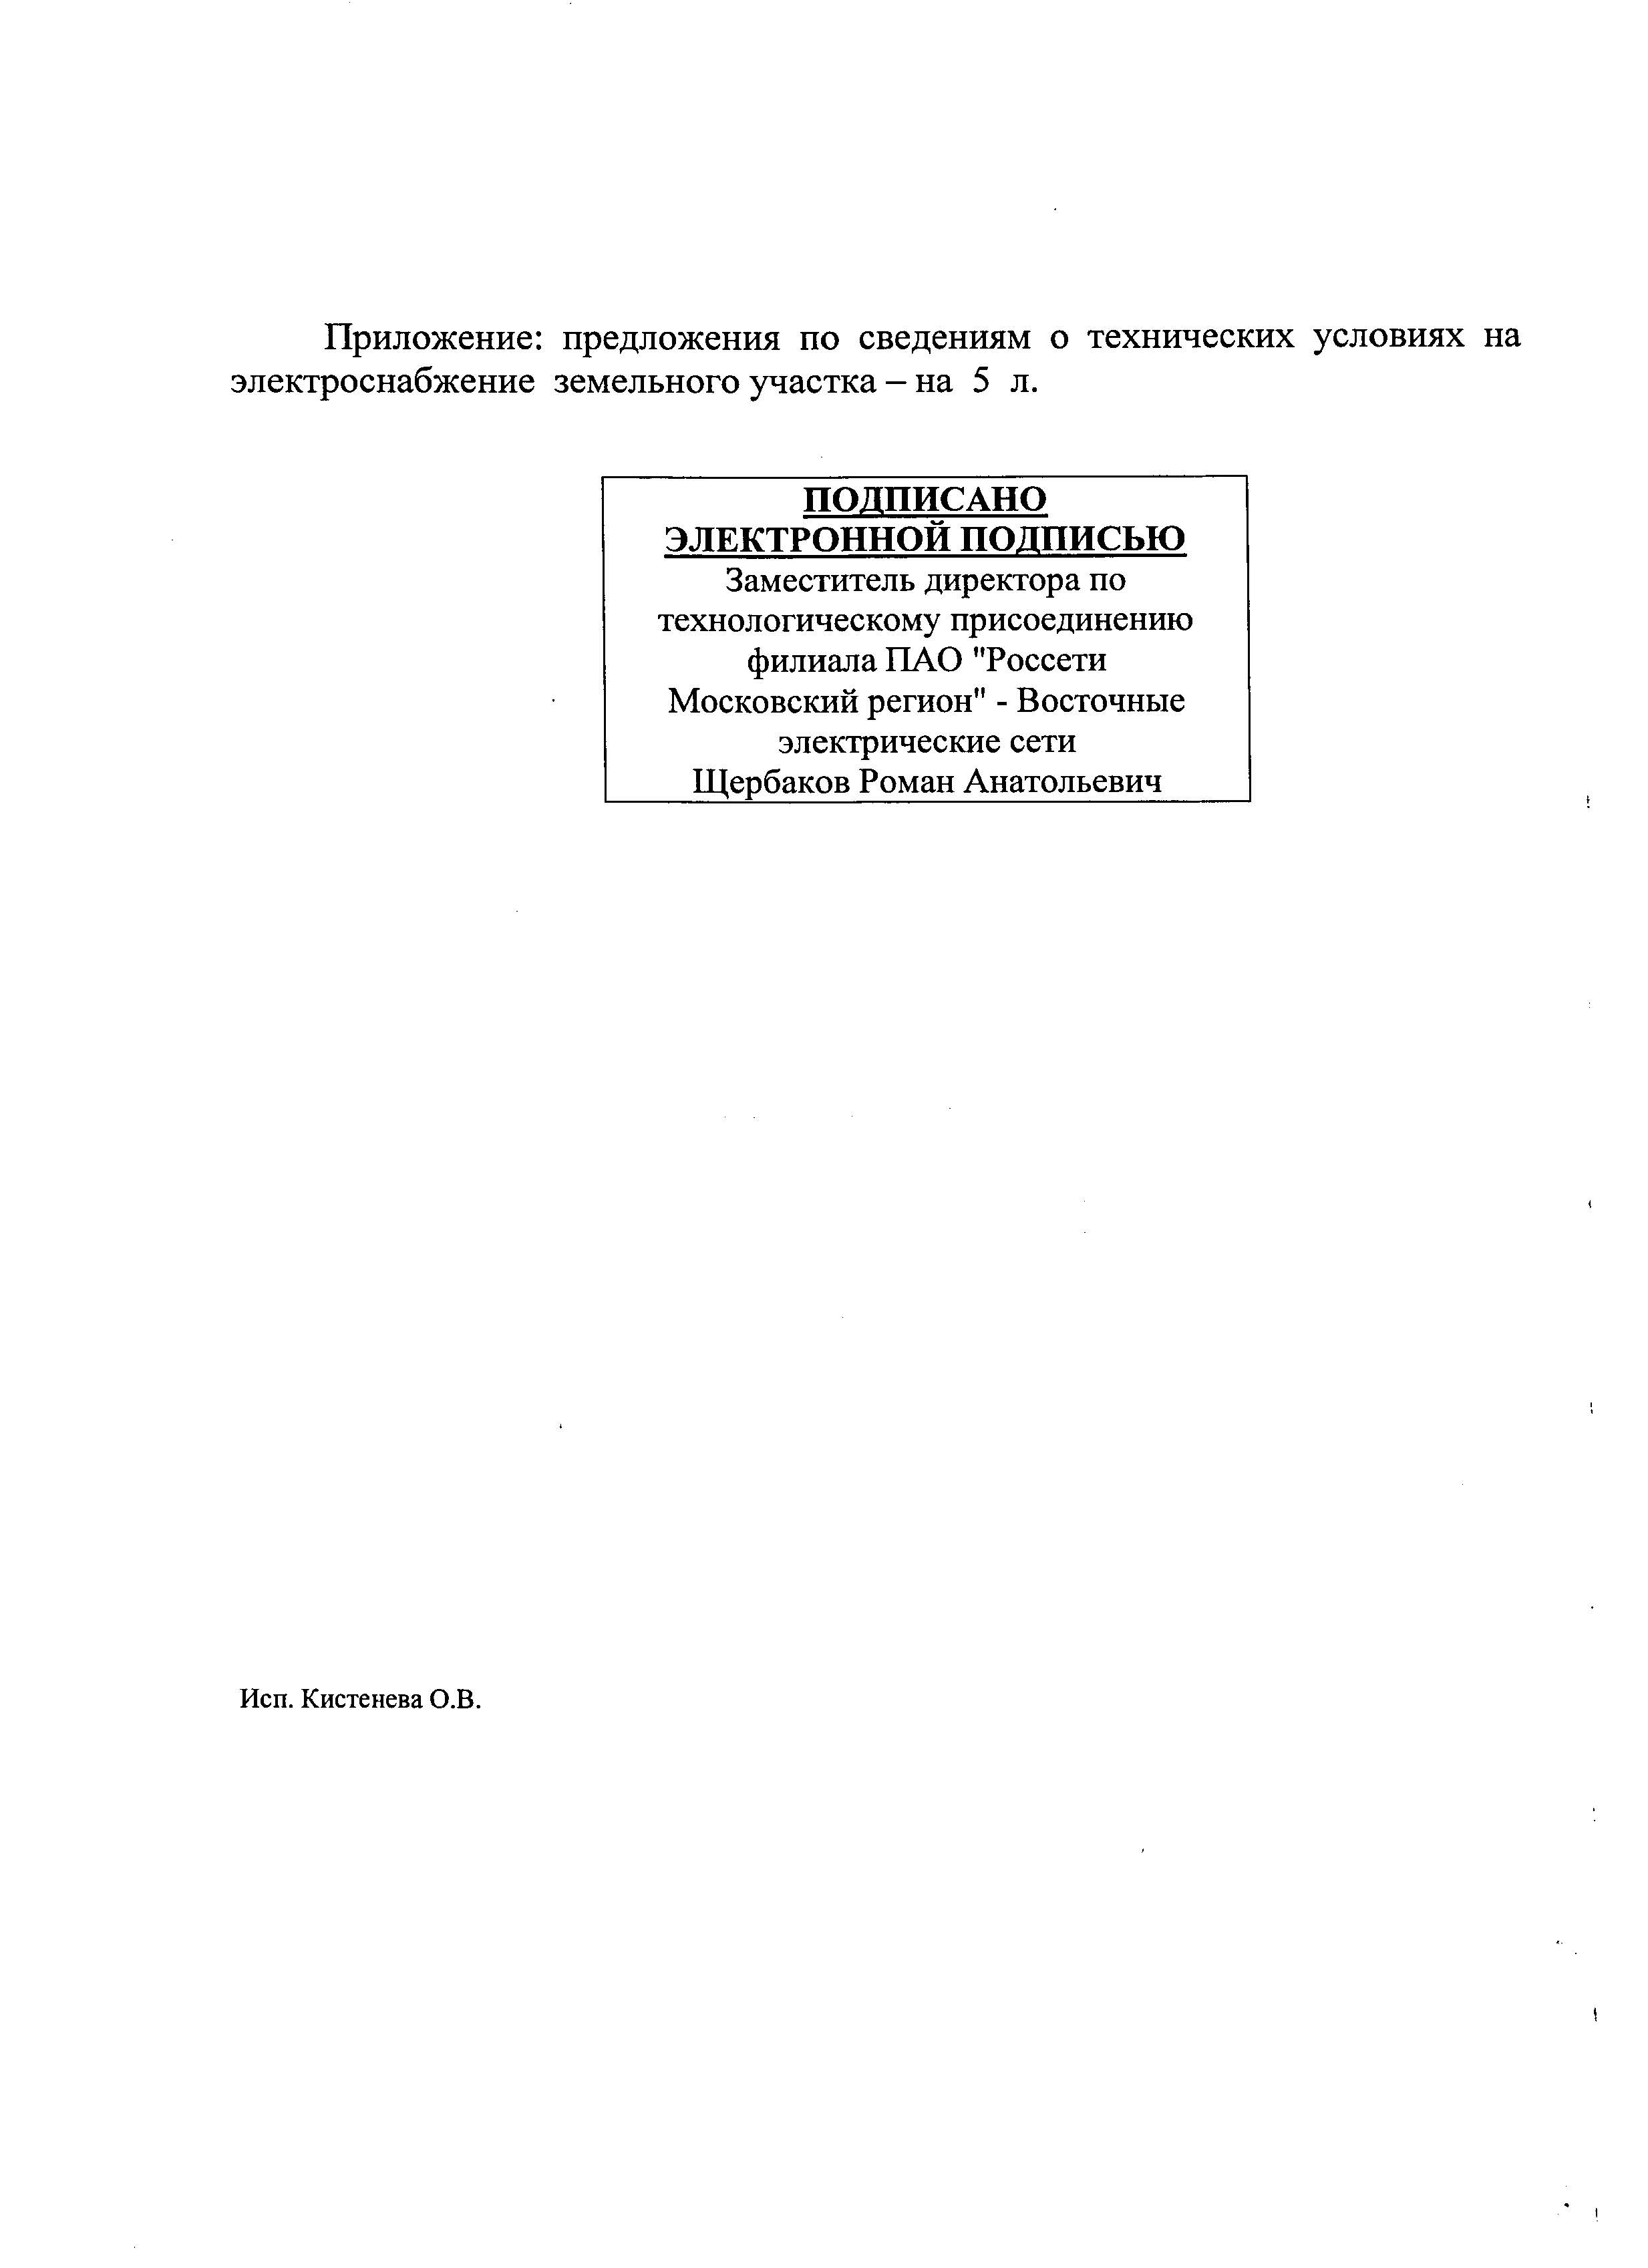 Приложение: предложения по сведениям о технических условиях на
электроснабжение земельного участка – на 5 л.
ПОДПИСАНО
ЭЛЕКТРОННОЙ ПОДПИСЬЮ
Заместитель директора по
технологическому присоединению
филиала ПАО "Россети
Московский регион" - Восточные
электрические сети
Щербаков Роман Анатольевич
Исп. Кистенева О.В.